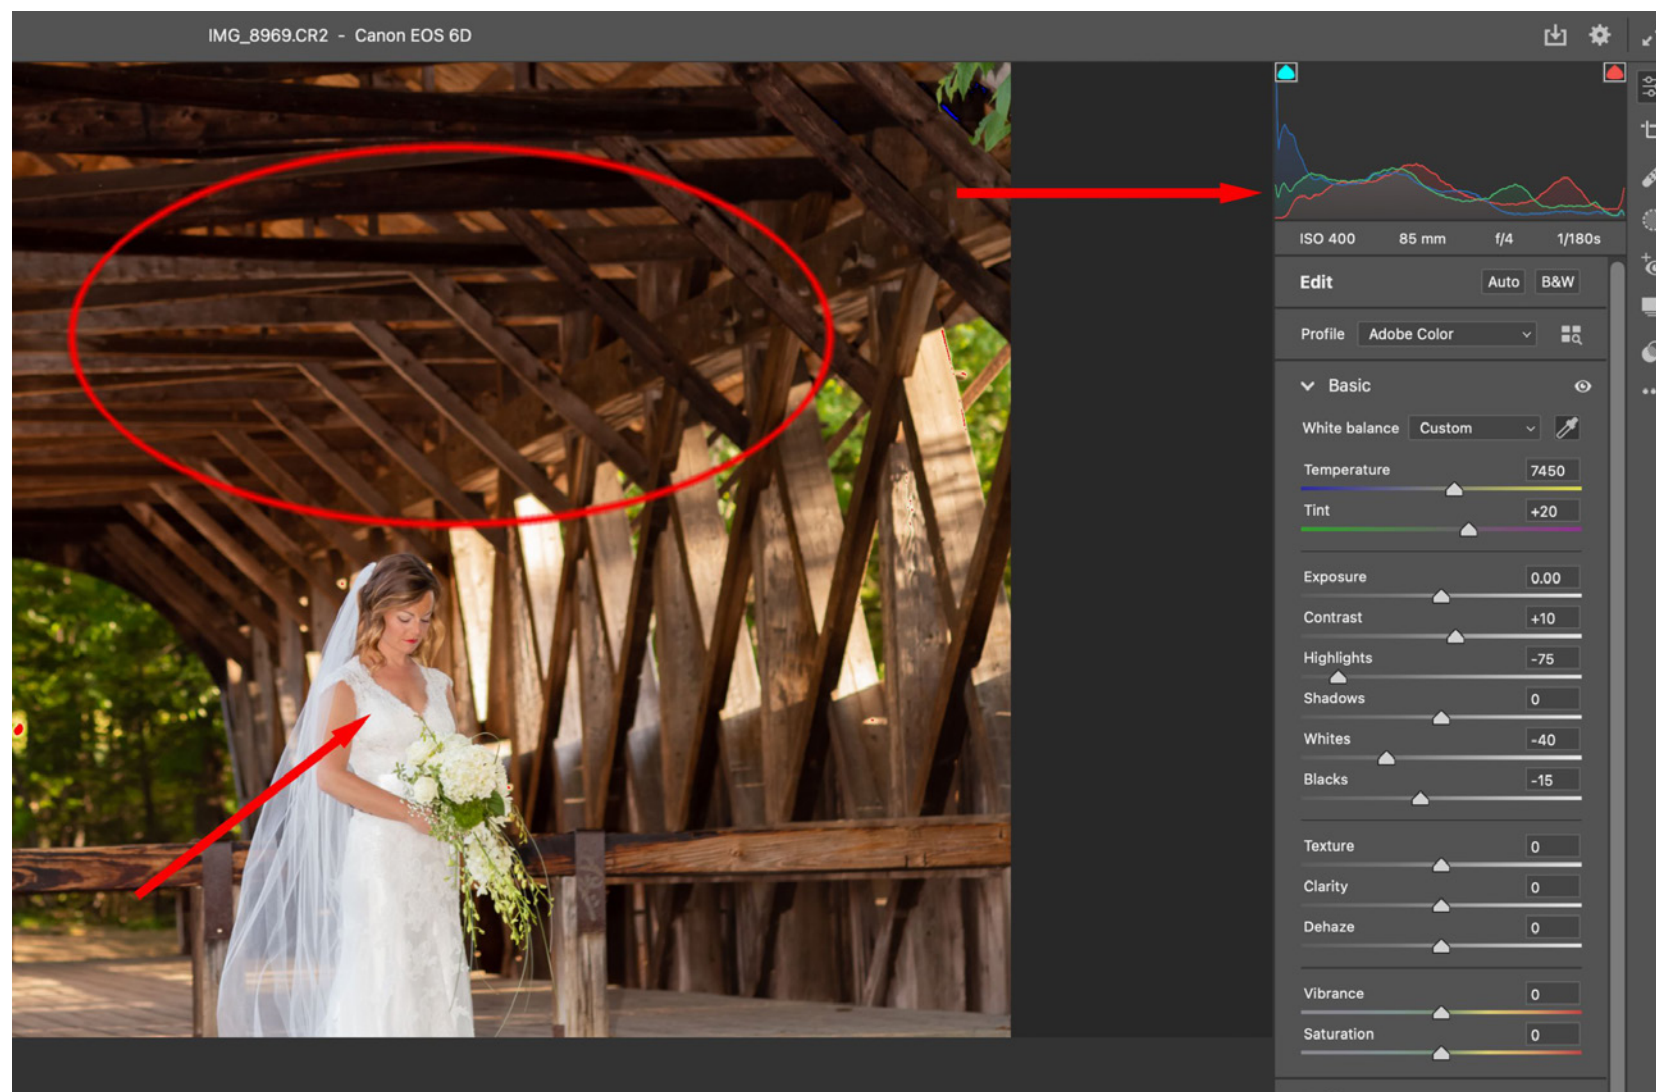 IMG_8969.CR2 - Canon EOS 6D
ISO 400 85 mm f/4 1/180s
Edit Auto B&W
Profile Adobe Color
Basic
White balance Custom
Temperature 7450
Tint +20
Exposure 0.00
Contrast +10
Highlights -75
Shadows 0
Whites -40
Blacks -15
Texture 0
Clarity 0
Dehaze 0
Vibrance 0
Saturation 0